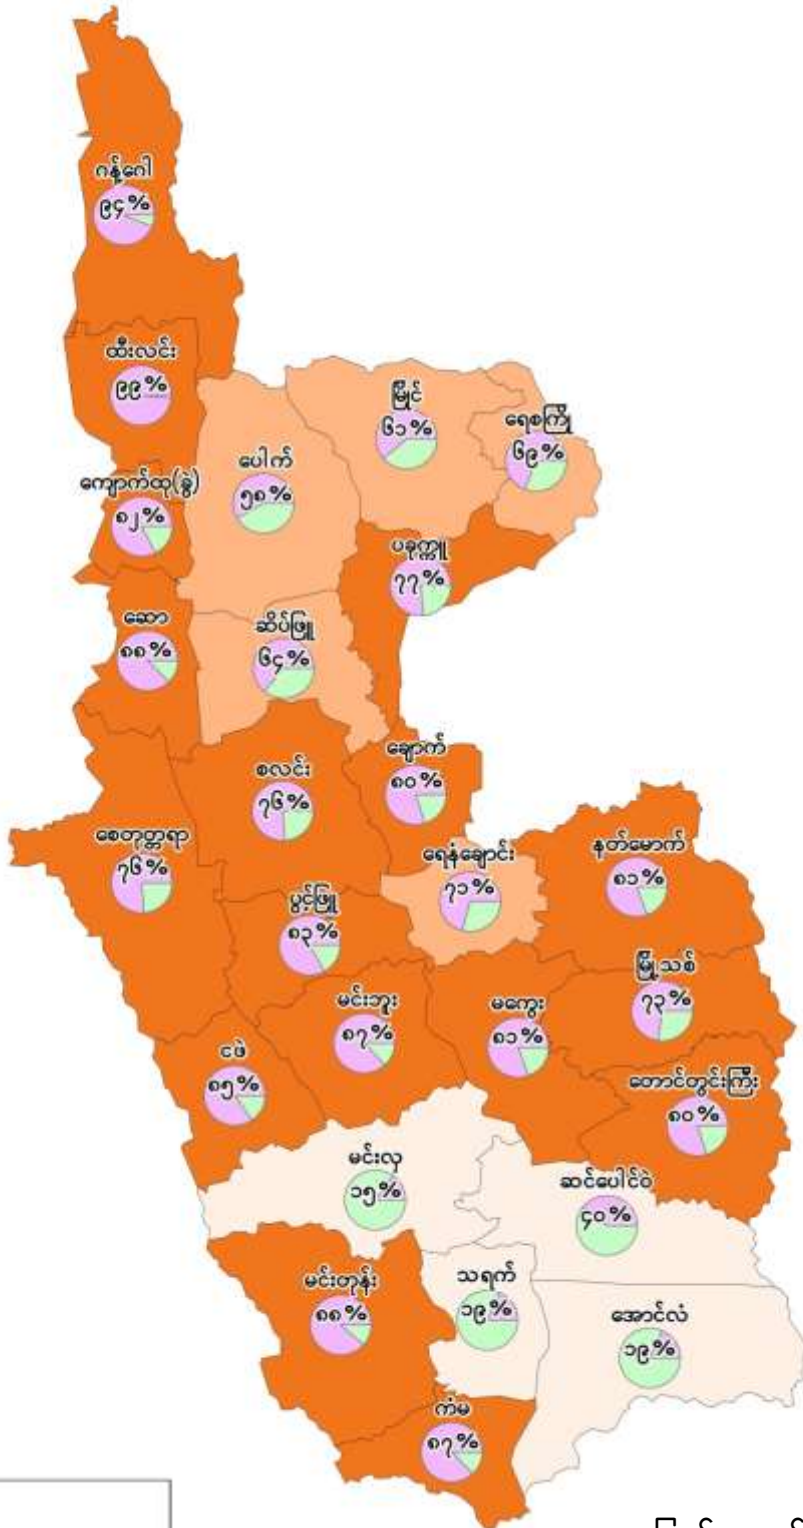 ဂန့်ဂေါ
၉၄%
ထီးလင်း
၉၉%
မြိုင်
၆၁%
ရေစကြို
၆၉%
ပေါက်
၅၈%
ကျောက်ထု(ခွဲ)
၈၂%
ပခုက္ကူ
၇၇%
ဆော
၈၈%
ဆိပ်ဖြူ
၆၄%
ချောက်
၈၀%
စလင်း
၇၆%
စေတုတ္တရာ
၇၆%
ရေနံချောင်း
၇၁%
နတ်မောက်
၈၁%
ပွင့်ဖြူ
၈၃%
မြို့သစ်
၇၃%
မင်းဘူး
၈၇%
မကွေး
၈၁%
ငဖဲ
၈၅%
တောင်တွင်းကြီး
၈၀%
မင်းလှ
၁၅%
ဆင်ပေါင်ဝဲ
၄၀%
မင်းတုန်း
၈၈%
သရက်
၁၉%
အောင်လံ
၁၉%
ကံမ
၈၇%